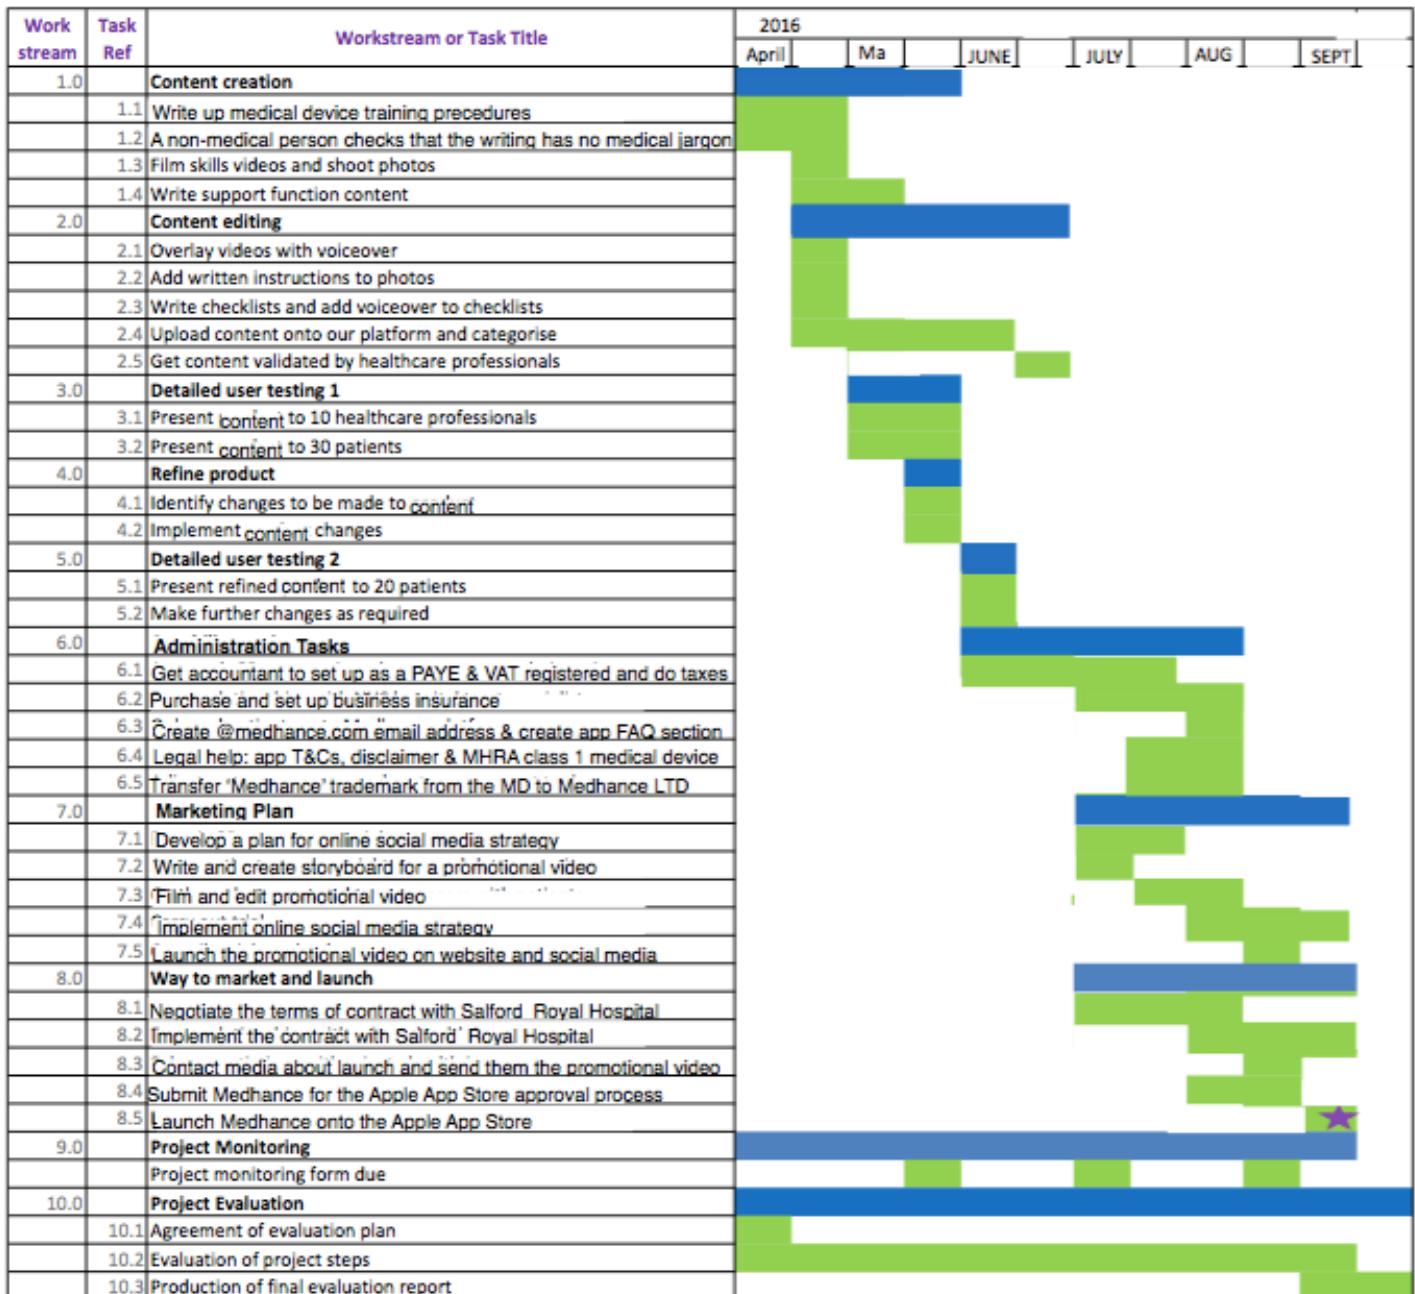 Work stream Task Ref Workstream or Task Title 2016
April Ma JUNE JULY AUG SEPT
1.0 Content creation
1.1 Write up medical device training precedures
1.2 A non-medical person checks that the writing has no medical jargon
1.3 Film skills videos and shoot photos
1.4 Write support function content
2.0 Content editing
2.1 Overlay videos with voiceover
2.2 Add written instructions to photos
2.3 Write checklists and add voiceover to checklists
2.4 Upload content onto our platform and categorise
2.5 Get content validated by healthcare professionals
3.0 Detailed user testing 1
3.1 Present content to 10 healthcare professionals
3.2 Present content to 30 patients
4.0 Refine product
4.1 Identify changes to be made to content
4.2 Implement content changes
5.0 Detailed user testing 2
5.1 Present refined content to 20 patients
5.2 Make further changes as required
6.0 Administration Tasks
6.1 Get accountant to set up as a PAYE & VAT registered and do taxes
6.2 Purchase and set up business insurance
6.3 Create @medhance.com email address & create app FAQ section
6.4 Legal help: app T&Cs, disclaimer & MHRA class 1 medical device
6.5 Transfer 'Medhance' trademark from the MD to Medhance LTD
7.0 Marketing Plan
7.1 Develop a plan for online social media strategy
7.2 Write and create storyboard for a promotional video
7.3 Film and edit promotional video
7.4 Implement online social media strategy
7.5 Launch the promotional video on website and social media
8.0 Way to market and launch
8.1 Negotiate the terms of contract with Salford Royal Hospital
8.2 Implement the contract with Salford Royal Hospital
8.3 Contact media about launch and send them the promotional video
8.4 Submit Medhance for the Apple App Store approval process
8.5 Launch Medhance onto the Apple App Store
9.0 Project Monitoring
Project monitoring form due
10.0 Project Evaluation
10.1 Agreement of evaluation plan
10.2 Evaluation of project steps
10.3 Production of final evaluation report